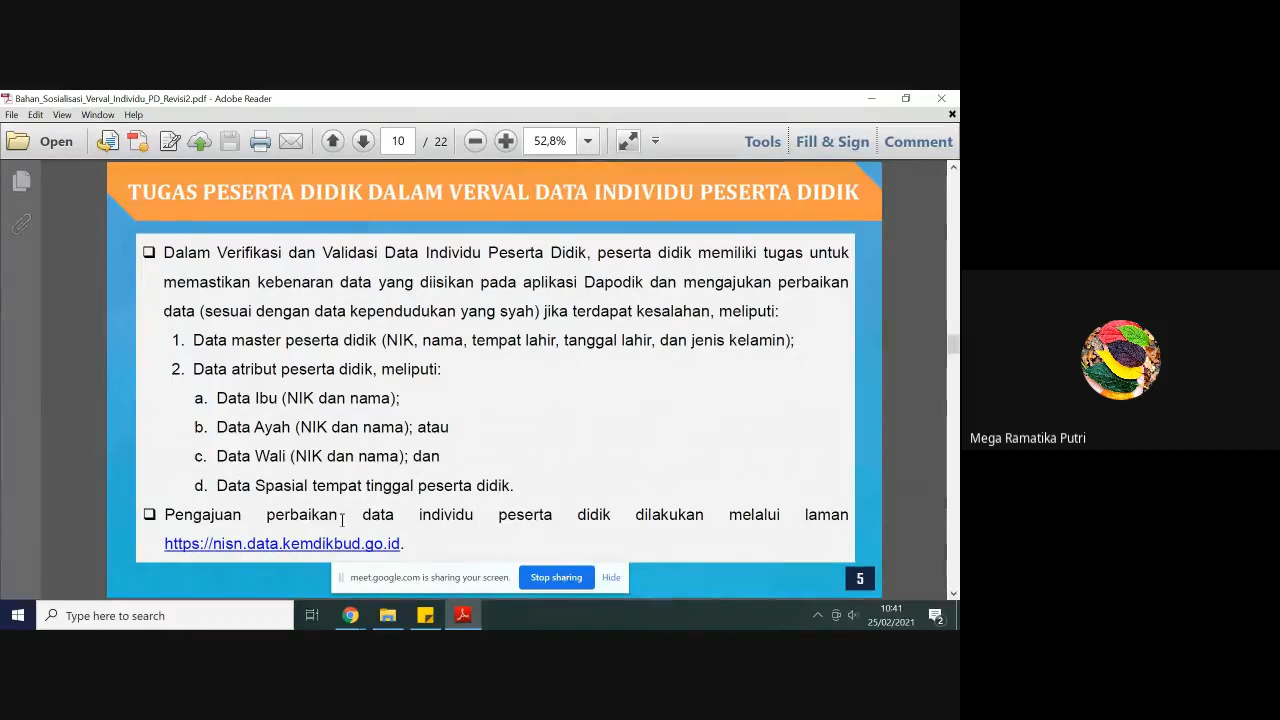 Bahan_Sosialisasi_Verval_Individu_PD_Revisi2.pdf - Adobe Reader
File Edit View Window Help
Open 10 / 22 52,8% Tools Fill & Sign Comment
TUGAS PESERTA DIDIK DALAM VERVAL DATA INDIVIDU PESERTA DIDIK
Dalam Verifikasi dan Validasi Data Individu Peserta Didik, peserta didik memiliki tugas untuk
memastikan kebenaran data yang diisikan pada aplikasi Dapodik dan mengajukan perbaikan
data (sesuai dengan data kependudukan yang syah) jika terdapat kesalahan, meliputi:
1. Data master peserta didik (NIK, nama, tempat lahir, tanggal lahir, dan jenis kelamin);
2. Data atribut peserta didik, meliputi:
a. Data Ibu (NIK dan nama);
b. Data Ayah (NIK dan nama); atau
c. Data Wali (NIK dan nama); dan
d. Data Spasial tempat tinggal peserta didik.
Pengajuan perbaikan data individu peserta didik dilakukan melalui laman
https://nisn.data.kemdikbud.go.id.
5
meet.google.com is sharing your screen. Stop sharing Hide
Type here to search
10:41
25/02/2021
2
Mega Ramatika Putri